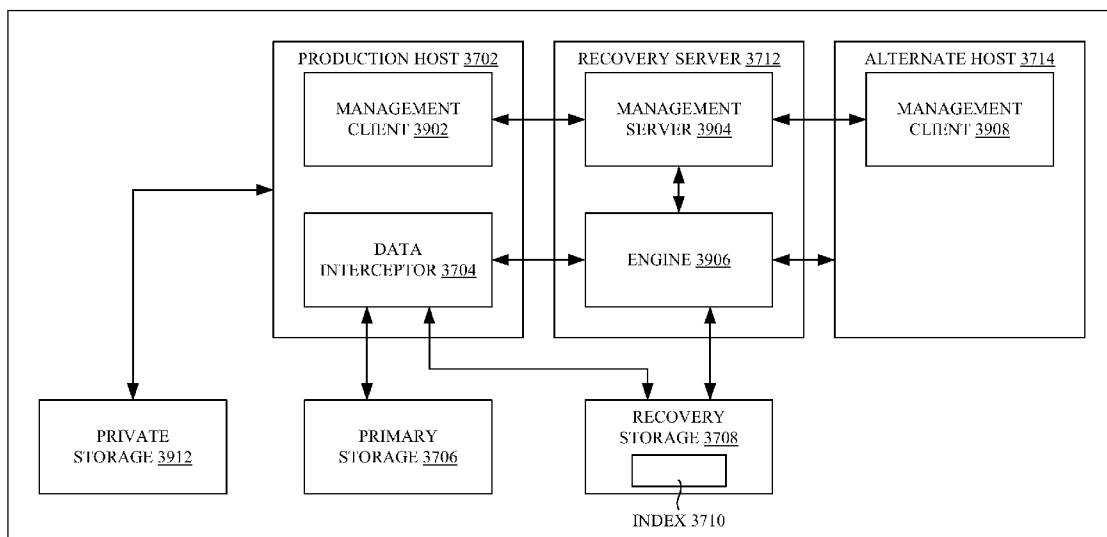 PRODUCTION HOST 3702
MANAGEMENT
CLIENT 3902
DATA
INTERCEPTOR 3704
RECOVERY SERVER 3712
MANAGEMENT
SERVER 3904
ENGINE 3906
ALTERNATE HOST 3714
MANAGEMENT
CLIENT 3908
PRIVATE
STORAGE 3912
PRIMARY
STORAGE 3706
RECOVERY
STORAGE 3708
INDEX 3710